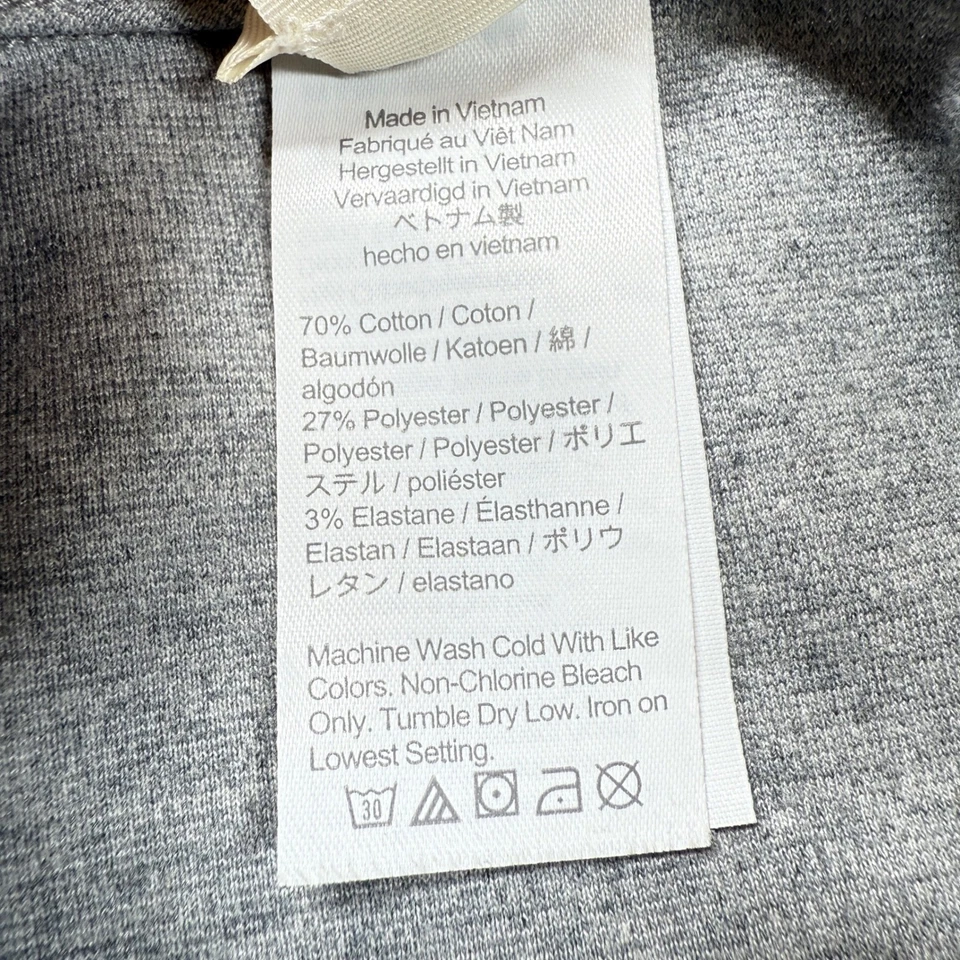 Made in Vietnam
Fabriqué au Viêt Nam
Hergestellt in Vietnam
Vervaardigd in Vietnam
ベトナム製
hecho en vietnam
70% Cotton / Coton /
Baumwolle / Katoen / 綿 /
algodón
27% Polyester / Polyester /
Polyester / Polyester / ポリエ
ステル / poliéster
3% Elastane / Élasthanne /
Elastan / Elastaan / ポリウ
レタン / elastano
Machine Wash Cold With Like
Colors. Non-Chlorine Bleach
Only. Tumble Dry Low. Iron on
Lowest Setting.
30